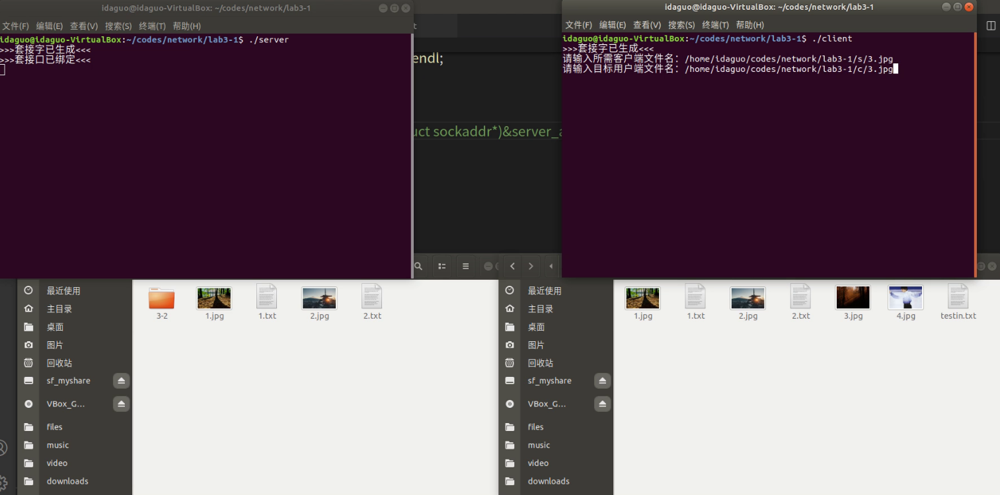 idaguo@idaguo-VirtualBox: ~/codes/network/lab3-1
文件(F) 编辑(E) 查看(V) 搜索(S) 终端(T) 帮助(H)
idaguo@idaguo-VirtualBox:~/codes/network/lab3-1$ ./server
>>>套接字已生成<<<
>>>套接口已绑定<<<
t
endl;
uct sockaddr*)&server_a
idaguo@idaguo-VirtualBox: ~/codes/network/lab3-1
文件(F) 编辑(E) 查看(V) 搜索(S) 终端(T) 帮助(H)
idaguo@idaguo-VirtualBox:~/codes/network/lab3-1$ ./client
>>>套接字已生成<<<
请输入所需客户端文件名：/home/idaguo/codes/network/lab3-1/s/3.jpg
请输入目标用户端文件名：/home/idaguo/codes/network/lab3-1/c/3.jpg
最近使用
主目录
桌面
图片
回收站
sf_myshare
VBox_G...
files
music
video
downloads
3-2 1.jpg 1.txt 2.jpg 2.txt
最近使用
主目录
桌面
图片
回收站
sf_myshare
VBox_G...
files
music
video
downloads
1.jpg 1.txt 2.jpg 2.txt 3.jpg 4.jpg testin.txt